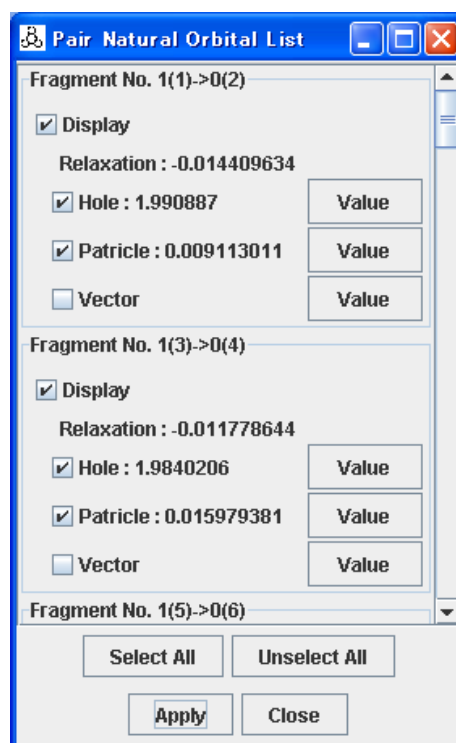 Pair Natural Orbital List
Fragment No. 1(1)->0(2)
Display
Relaxation : -0.014409634
Hole : 1.990887 Value
Patricle : 0.009113011 Value
Vector Value
Fragment No. 1(3)->0(4)
Display
Relaxation : -0.011778644
Hole : 1.9840206 Value
Patricle : 0.015979381 Value
Vector Value
Fragment No. 1(5)->0(6)
Select All Unselect All
Apply Close